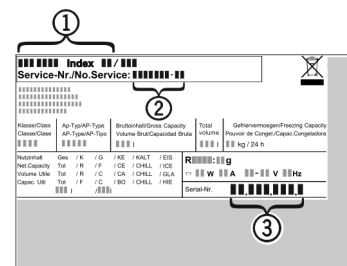 1
Index /
Service-Nr./No.Service: -
2
Klasse/Class Ap-Typ/AP-Type Bruttoinhalt/Gross Capacity Total Gefriervermoegen/Freezing Capacity
Classe/Clase AP-Type/AP-Tipo Volume Brut/Capacidad Bruta volume Pouvoir de Congel./Capac.Congeladora
l l kg / 24 h
Nutzinhalt Ges / K / G / KE / KALT / EIS
Net.Capacity Tot / R / F / CE / CHILL / ICE
Volume Utile Tot / R / C / CA / CHILL / GLA
Capac. Util Tot / F / C / BO / CHILL / HIE
l / l
R : g
W A - V Hz
Serial-Nr. . . .
3